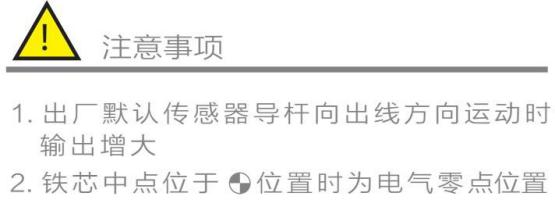 注意事项
1. 出厂默认传感器导杆向出线方向运动时
输出增大
2. 铁芯中点位于 位置时为电气零点位置